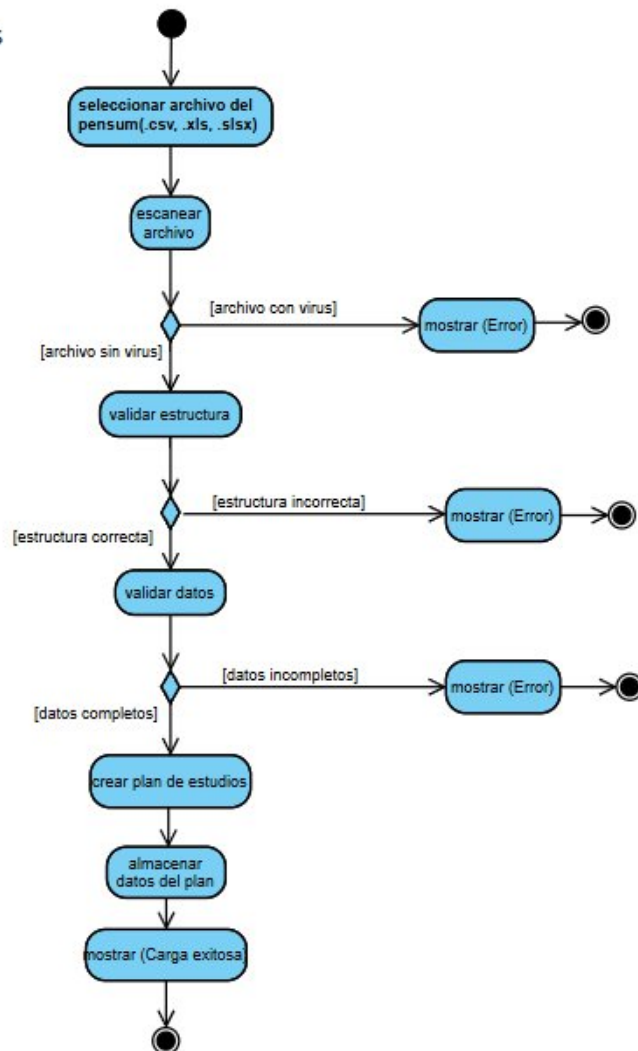 s
seleccionar archivo del
pensum(.csv, .xls, .slsx)
escanear
archivo
[archivo con virus]
mostrar (Error)
[archivo sin virus]
validar estructura
[estructura incorrecta]
mostrar (Error)
[estructura correcta]
validar datos
[datos incompletos]
mostrar (Error)
[datos completos]
crear plan de estudios
almacenar
datos del plan
mostrar (Carga exitosa)